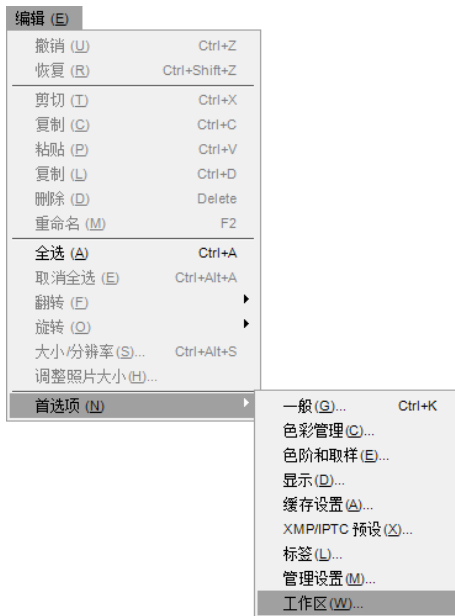 编辑 (E)
撤销 (U) Ctrl+Z
恢复 (R) Ctrl+Shift+Z
剪切 (T) Ctrl+X
复制 (C) Ctrl+C
粘贴 (P) Ctrl+V
复制 (L) Ctrl+D
删除 (D) Delete
重命名 (M) F2
全选 (A) Ctrl+A
取消全选 (E) Ctrl+Alt+A
翻转 (F)
旋转 (O)
大小/分辨率(S)... Ctrl+Alt+S
调整照片大小(H)...
首选项 (N)
一般(G)... Ctrl+K
色彩管理(C)...
色阶和取样(E)...
显示(D)...
缓存设置(A)...
XMP/IPTC 预设(X)...
标签(L)...
管理设置(M)...
工作区(W)...